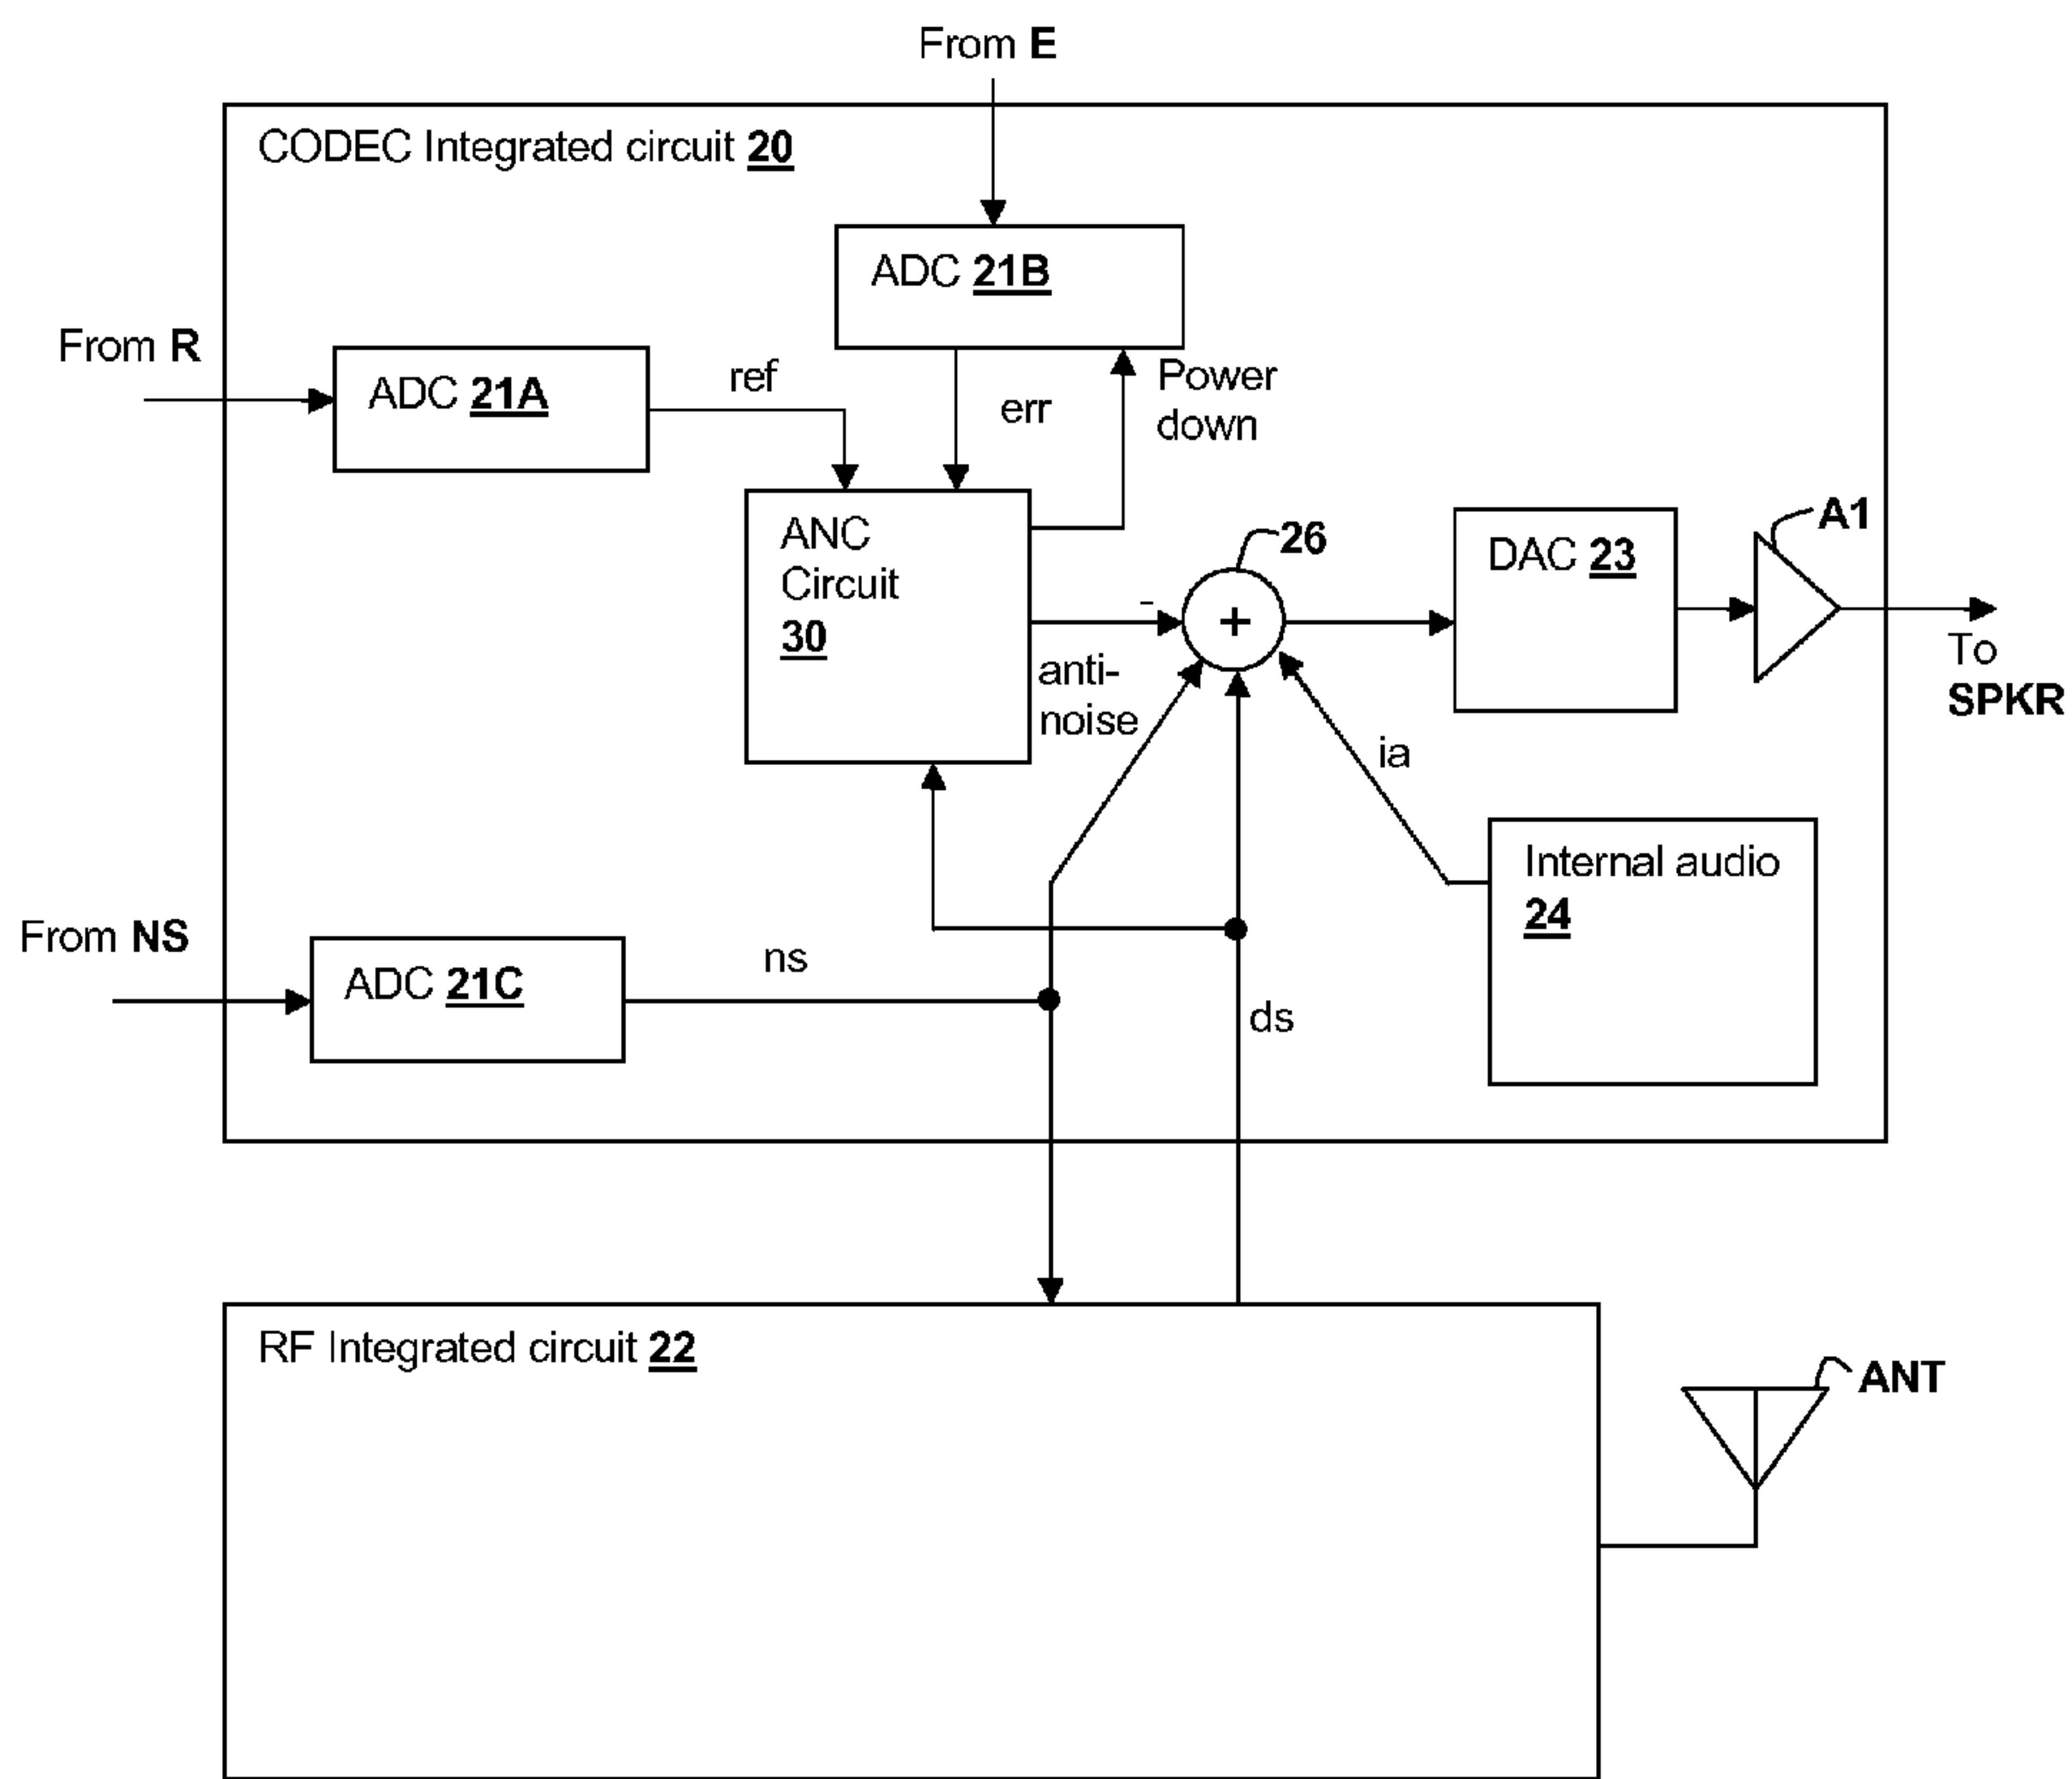 From E
CODEC Integrated circuit 20
ADC 21B
From R
ADC 21A
ref
err
Power
down
ANC
Circuit
30
-
26
+
DAC 23
A1
anti-
noise
To
SPKR
ia
Internal audio
24
From NS
ADC 21C
ns
ds
RF Integrated circuit 22
ANT